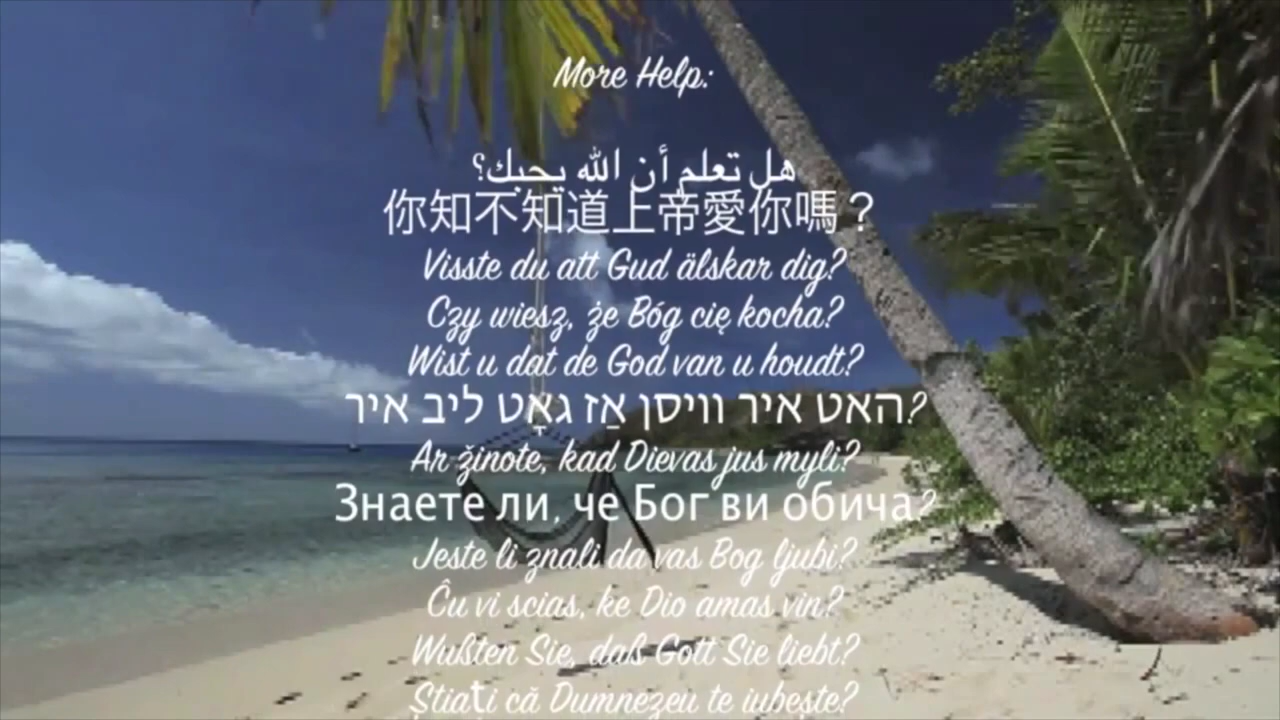 More Help:
هل تعلم أن الله يحبك؟
你知不知道上帝愛你嗎？
Visste du att Gud älskar dig?
Czy wiesz, że Bóg cię kocha?
Wist u dat de God van u houdt?
האט איר וויסן אַז גאָט ליב איר?
Ar žinote, kad Dievas jus myli?
Знаете ли, че Бог ви обича?
Jeste li znali da vas Bog ljubi?
Ĉu vi scias, ke Dio amas vin?
Wußten Sie, daß Gott Sie liebt?
Știați că Dumnezeu te iubește?